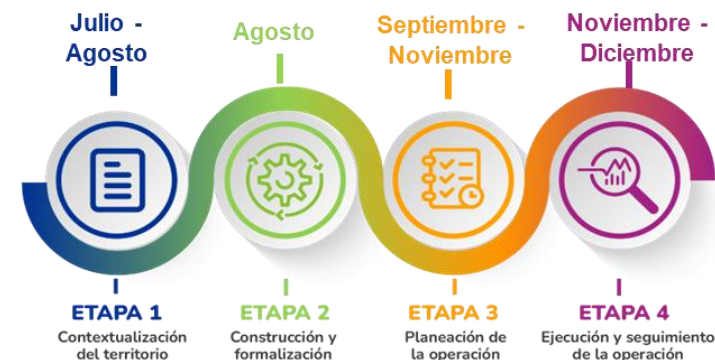 Julio -
Agosto
Agosto
Septiembre -
Noviembre
Noviembre -
Diciembre
ETAPA 1
Contextualización
del territorio
ETAPA 2
Construcción y
formalización
ETAPA 3
Planeación de
la operación
ETAPA 4
Ejecución y seguimiento
de la operación